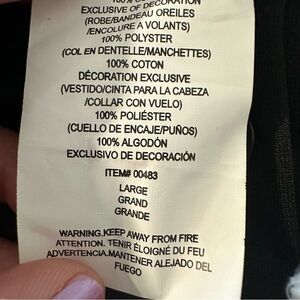 100% COTTON
EXCLUSIVE OF DECORATION
(ROBE/BANDEAU OREILES
/ENCOLURE A VOLANTS)
100% POLYSTER
(COL EN DENTELLE/MANCHETTES)
100% COTON
DÉCORATION EXCLUSIVE
(VESTIDO/CINTA PARA LA CABEZA
/COLLAR CON VUELO)
100% POLIÉSTER
(CUELLO DE ENCAJE/PUÑOS)
100% ALGODÓN
EXCLUSIVO DE DECORACIÓN
ITEM# 00483
LARGE
GRAND
GRANDE
WARNING.KEEP AWAY FROM FIRE
ATTENTION. TENIR ÉLOIGNÉ DU FEU
ADVERTENCIA.MANTENER ALEJADO DEL
FUEGO